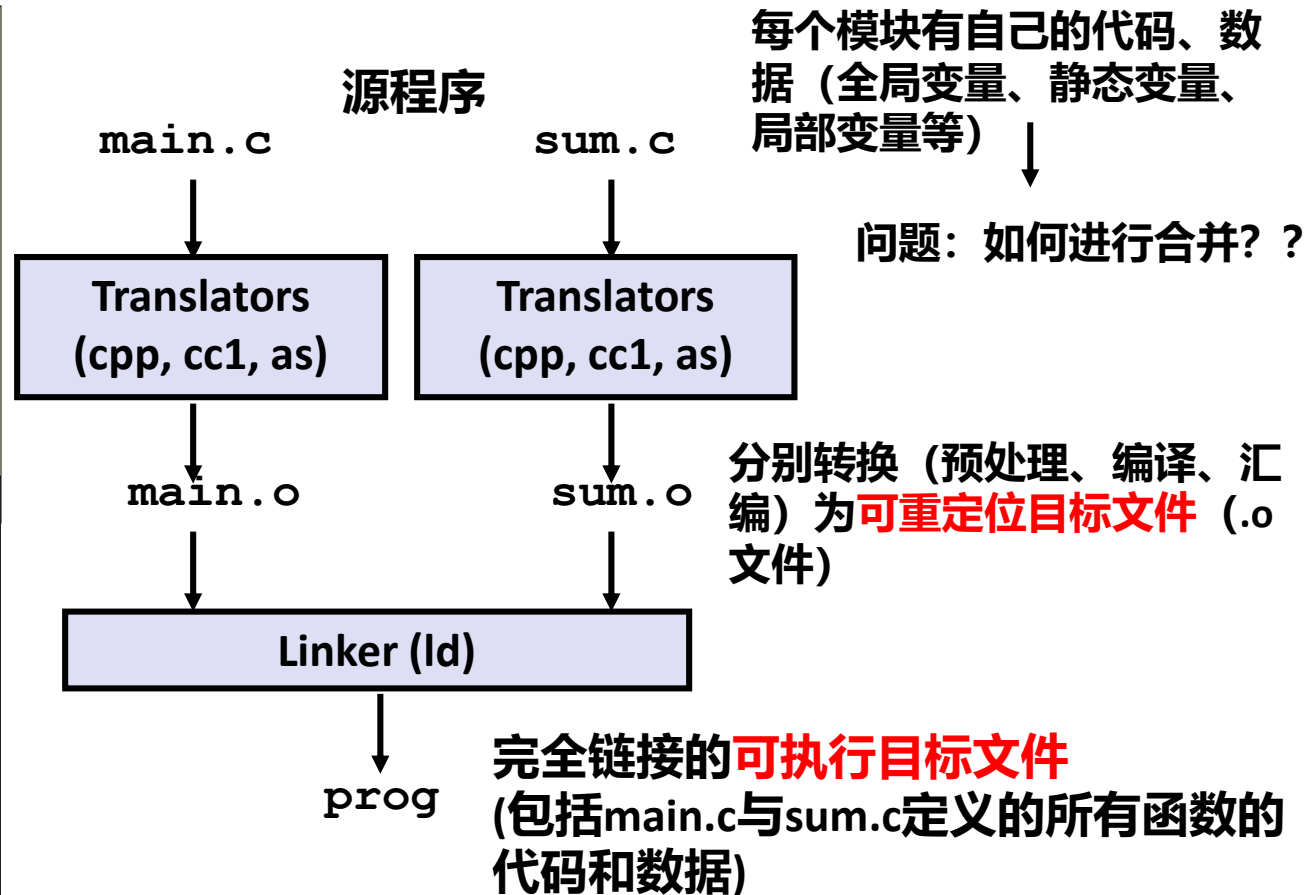 源程序
main.c
sum.c
每个模块有自己的代码、数
据（全局变量、静态变量、
局部变量等）
问题：如何进行合并？？
Translators
(cpp, cc1, as)
Translators
(cpp, cc1, as)
main.o
sum.o
分别转换（预处理、编译、汇
编）为可重定位目标文件（.o
文件）
Linker (ld)
prog
完全链接的可执行目标文件
(包括main.c与sum.c定义的所有函数的
代码和数据)